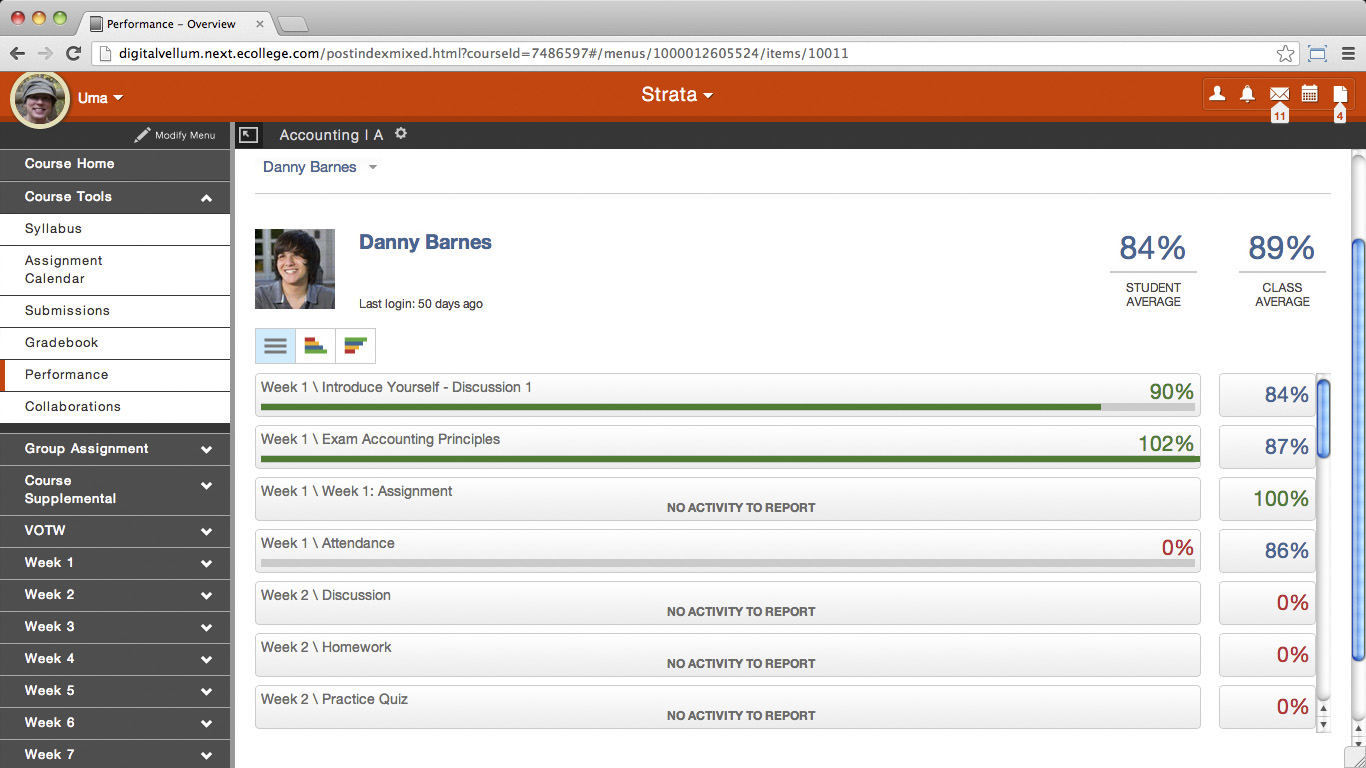 Performance – Overview
digitalvellum.next.ecollege.com/postindexmixed.html?courseId=7486597#/menus/1000012605524/items/10011
Uma
Strata
11
4
Modify Menu
Accounting I A
Course Home
Course Tools
Syllabus
Assignment
Calendar
Submissions
Gradebook
Performance
Collaborations
Group Assignment
Course
Supplemental
VOTW
Week 1
Week 2
Week 3
Week 4
Week 5
Week 6
Week 7
Danny Barnes
Danny Barnes
Last login: 50 days ago
84%
STUDENT
AVERAGE
89%
CLASS
AVERAGE
Week 1 \ Introduce Yourself - Discussion 1
90%
84%
Week 1 \ Exam Accounting Principles
102%
87%
Week 1 \ Week 1: Assignment
NO ACTIVITY TO REPORT
100%
Week 1 \ Attendance
0%
86%
Week 2 \ Discussion
NO ACTIVITY TO REPORT
0%
Week 2 \ Homework
NO ACTIVITY TO REPORT
0%
Week 2 \ Practice Quiz
NO ACTIVITY TO REPORT
0%